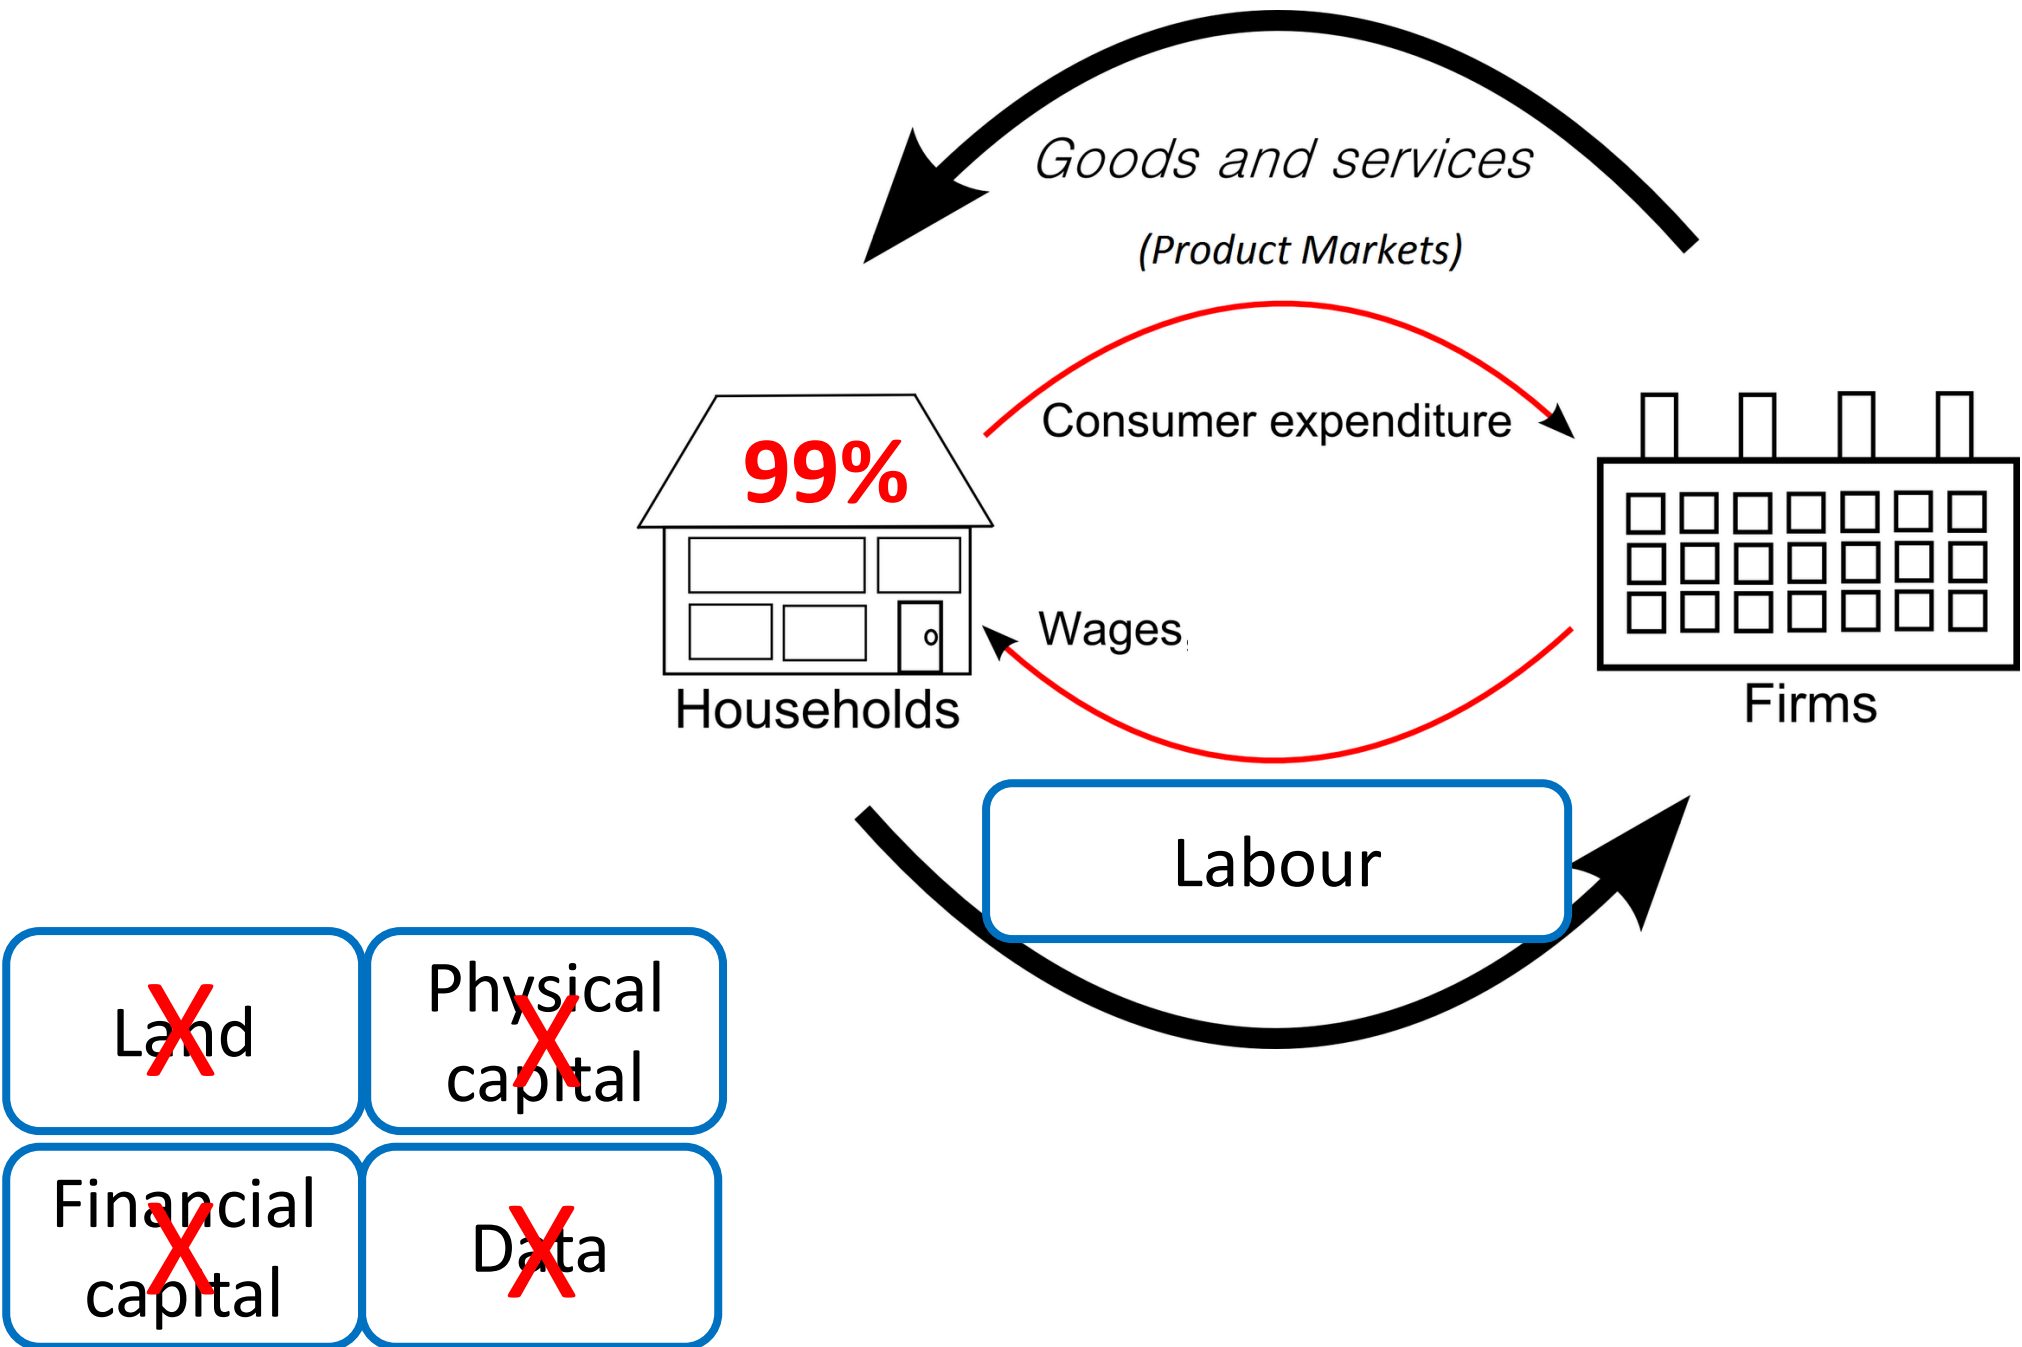 Goods and services
(Product Markets)
99%
Consumer expenditure
Wages,
Households
Firms
Labour
Land
X
Physical
capital
X
Financial
capital
X
Data
X